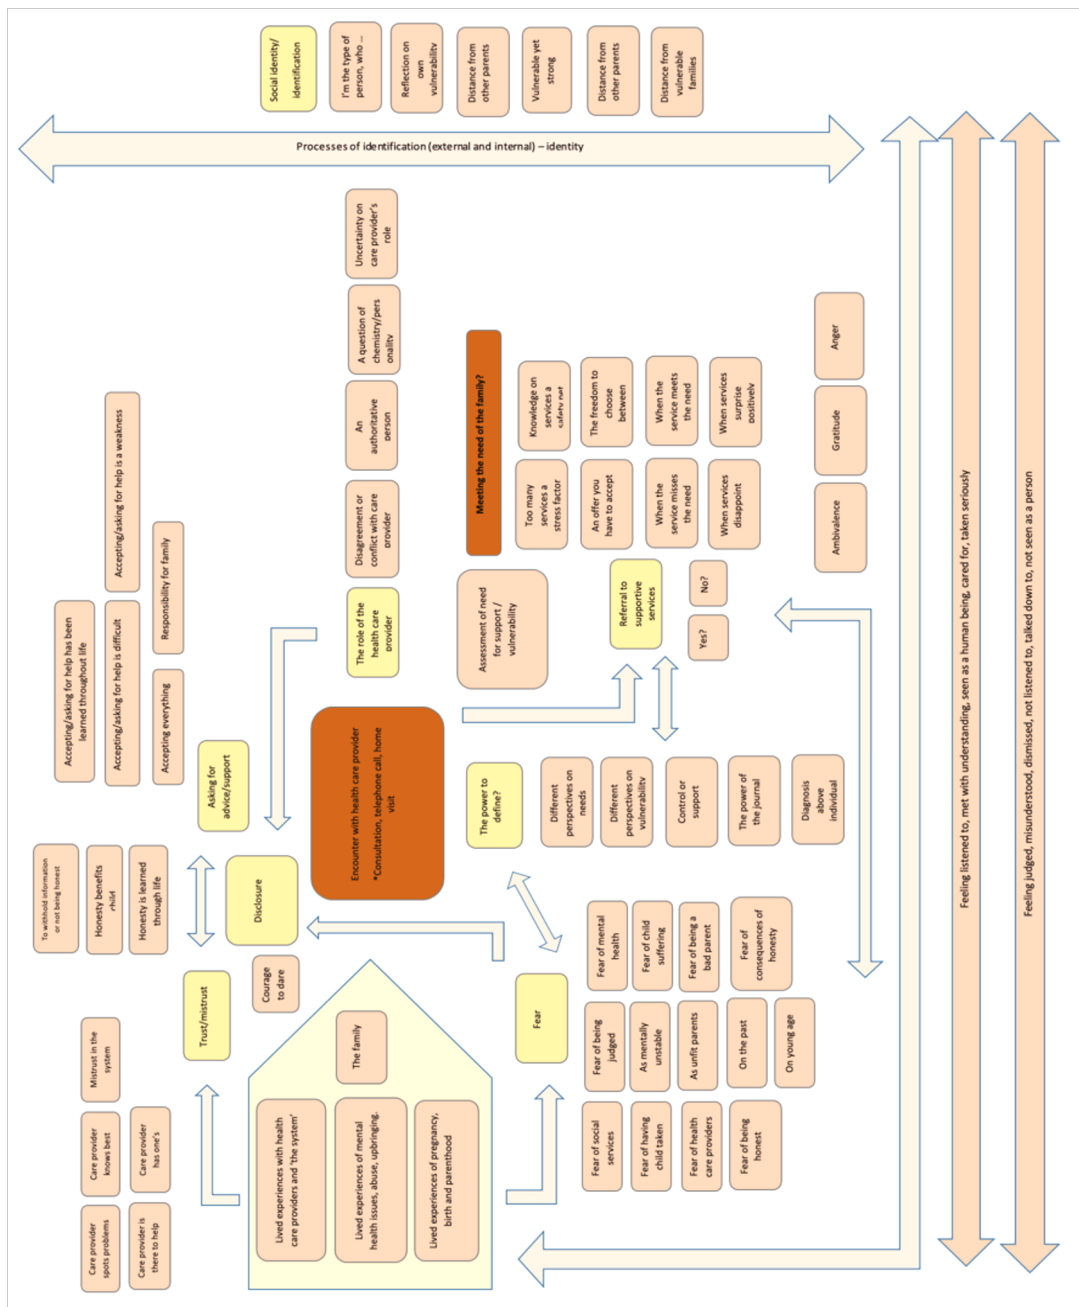 Care provider
spots problems
Care provider
knows best
Mistrust in the
system
Care provider is
there to help
Care provider
has one's
Trust/mistrust
To withhold information
or not being honest
Honesty benefits
child
Honesty is learned
through life
Disclosure
Courage
to dare
Accepting/asking for help has been
learned throughout life
Accepting/asking for help is difficult
Accepting/asking for help is a weakness
Accepting everything
Responsibility for family
Asking for
advice/support
Lived experiences with health
care providers and 'the system'
Lived experiences of mental
health issues, abuse, upbringing.
Lived experiences of pregnancy,
birth and parenthood
The family
Encounter with health care provider
*Consultation, telephone call, home
visit
The role of the
health care
provider
Disagreement or
conflict with care
provider
An
authoritative
person
A question of
chemistry/pers
onality
Uncertainty on
care provider's
role
Social identity/
identification
I'm the type of
person, who …
Reflection on
own
vulnerability
Distance from
other parents
Vulnerable yet
strong
Distance from
other parents
Distance from
vulnerable
families
Processes of identification (external and internal) – identity
Fear
Fear of social
services
Fear of being
judged
Fear of mental
health
Fear of having
child taken
As mentally
unstable
Fear of child
suffering
Fear of health
care providers
As unfit parents
Fear of being a
bad parent
Fear of being
honest
On the past
Fear of
consequences of
honesty
On young age
The power to
define?
Different
perspectives on
needs
Different
perspectives on
vulnerability
Control or
support
The power of
the journal
Diagnosis
above
individual
Assessment of need
for support /
vulnerability
Referral to
supportive
services
Yes?
No?
Meeting the need of the family?
Too many
services a
stress factor
Knowledge on
services a
safety net
An offer you
have to accept
The freedom to
choose
between
When the
service misses
the need
When the
service meets
the need
When services
disappoint
When services
surprise
positively
Ambivalence
Gratitude
Anger
Feeling listened to, met with understanding, seen as a human being, cared for, taken seriously
Feeling judged, misunderstood, dismissed, not listened to, talked down to, not seen as a person